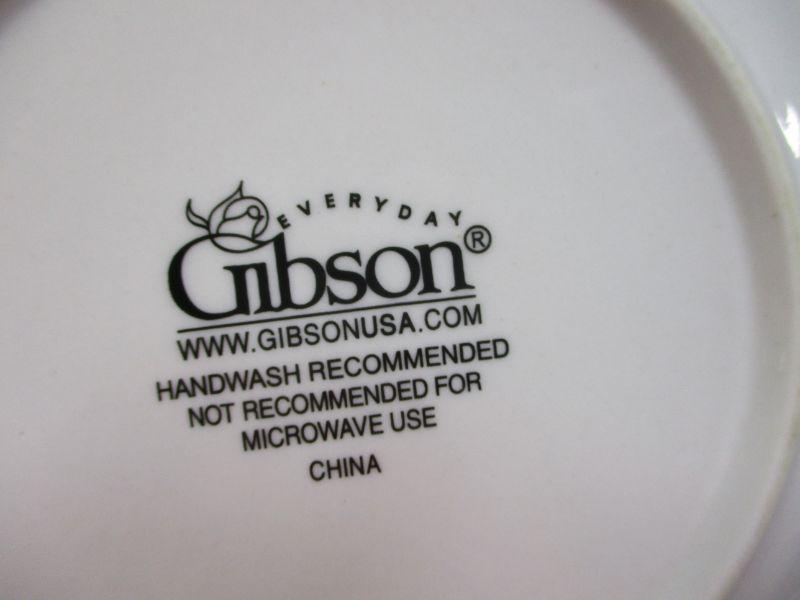 EVERYDAY
Gibson®
WWW.GIBSONUSA.COM
HANDWASH RECOMMENDED
NOT RECOMMENDED FOR
MICROWAVE USE
CHINA